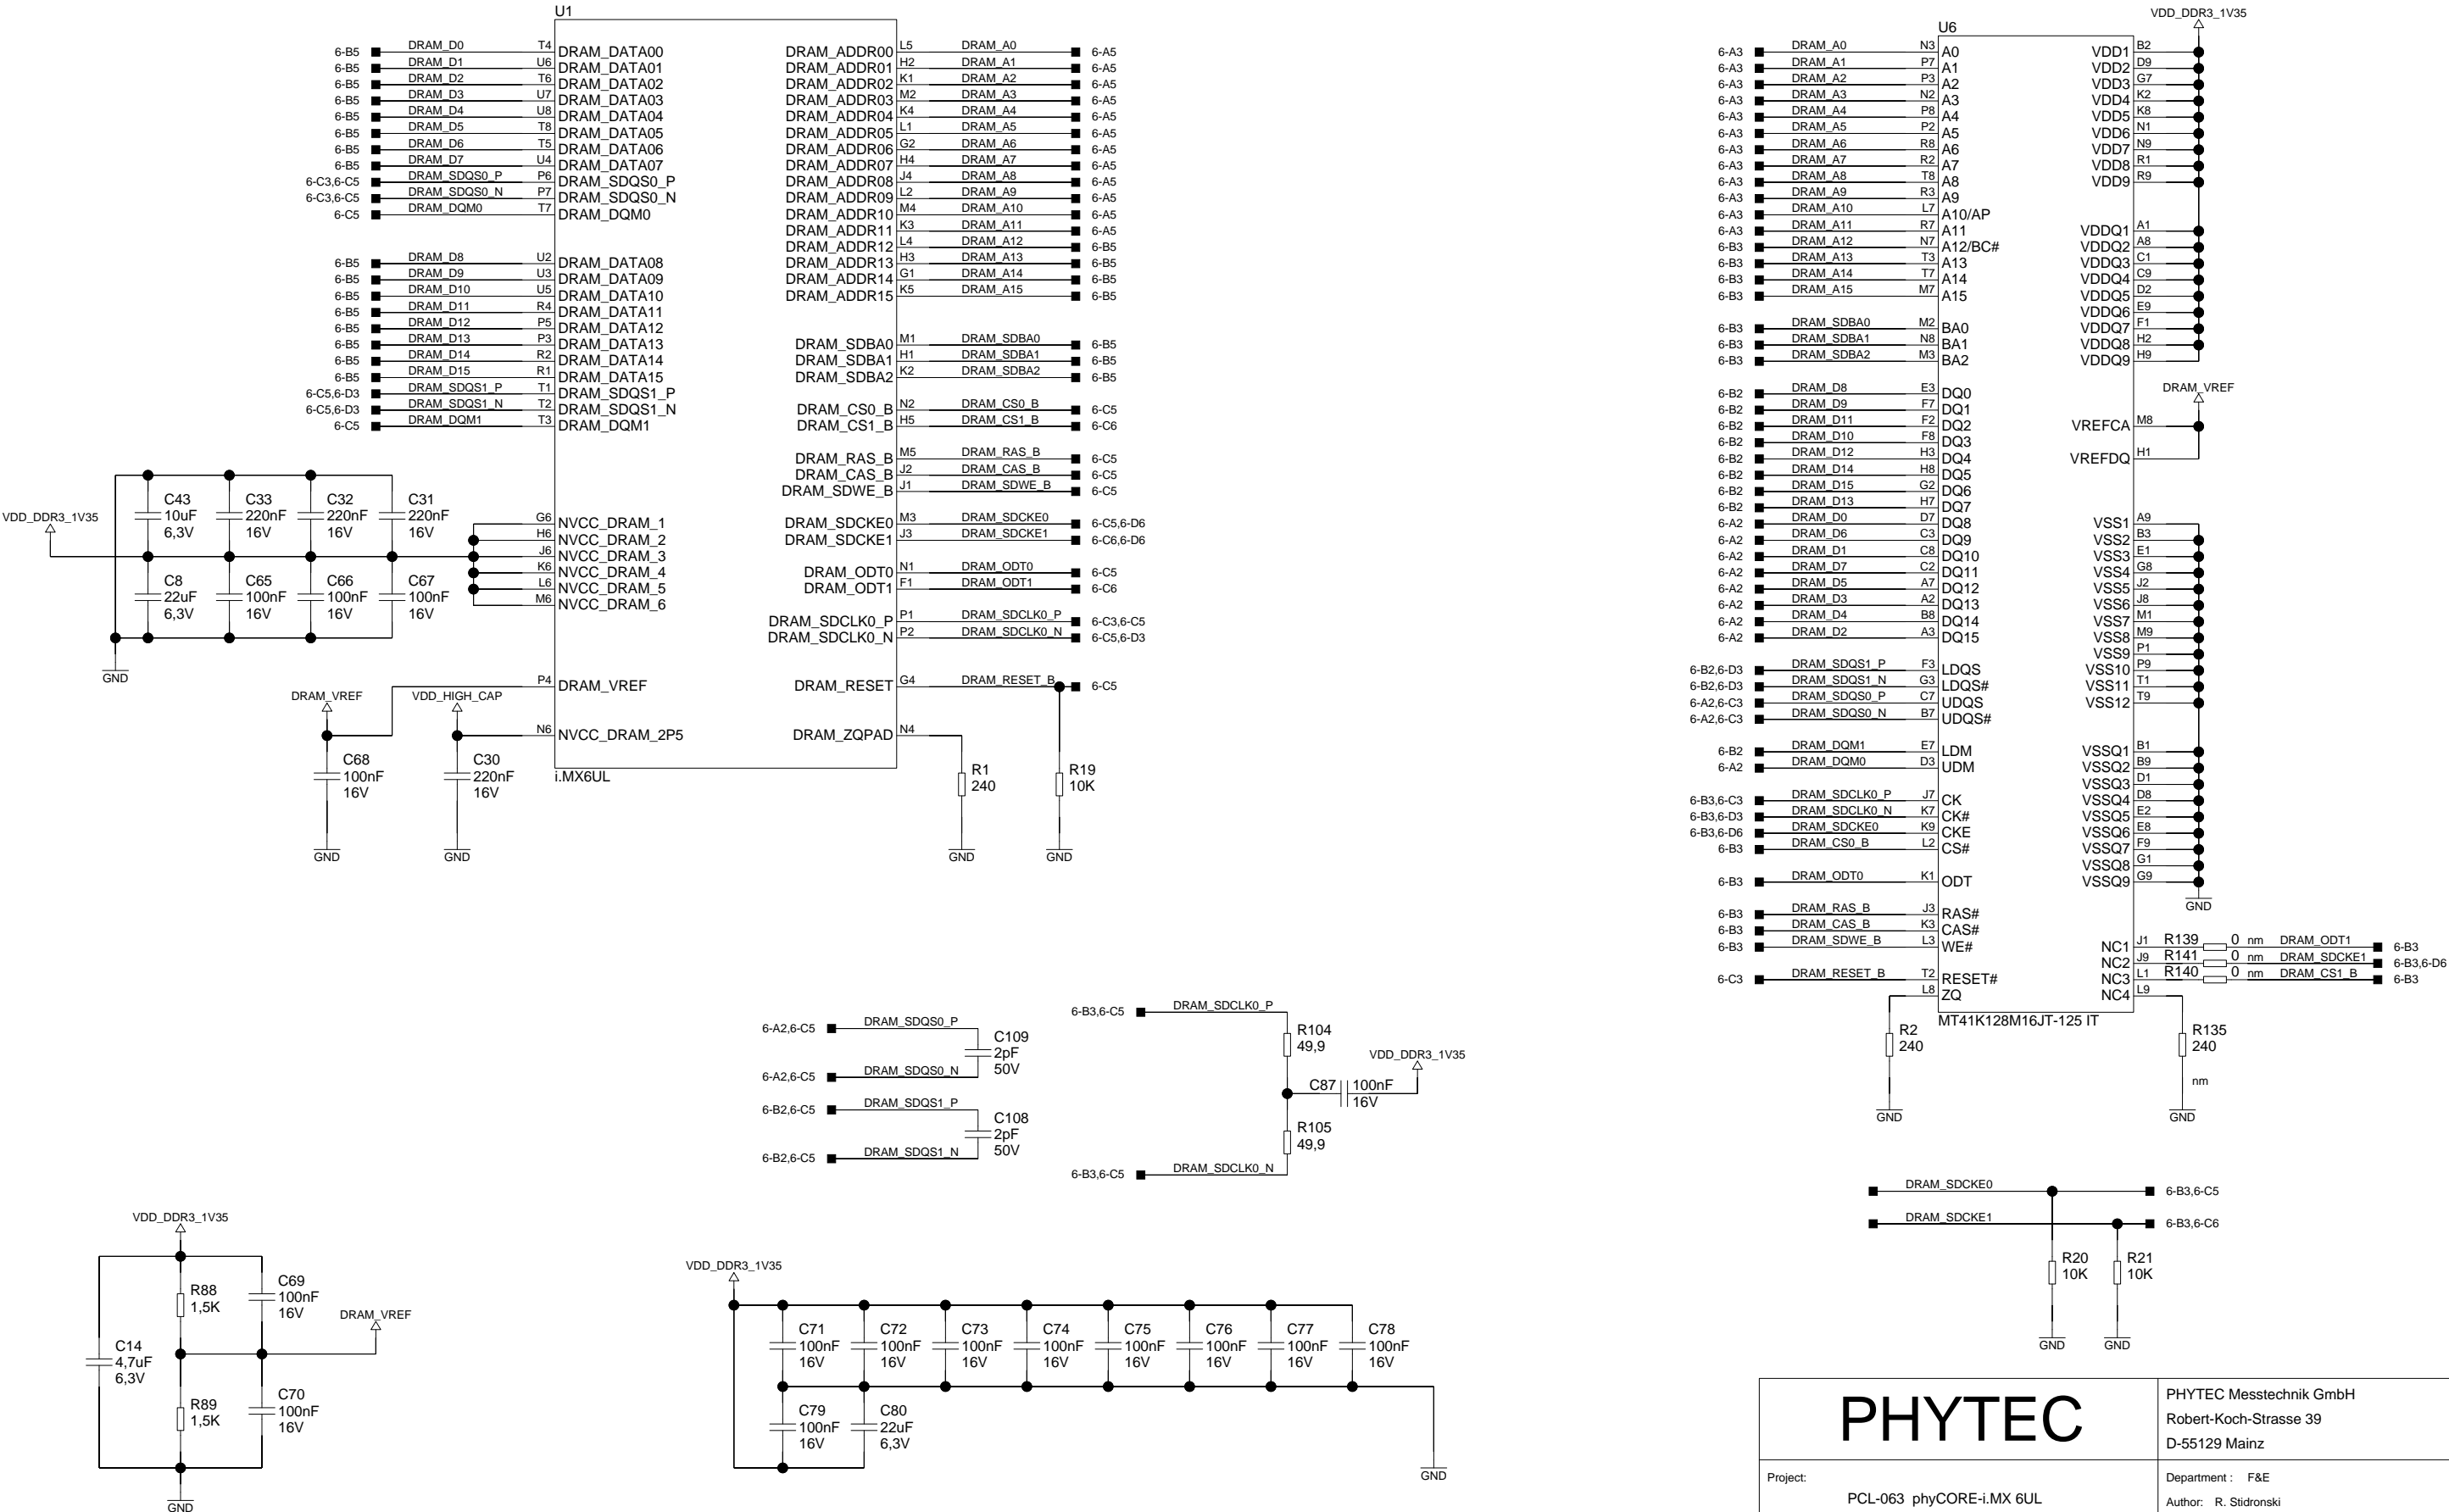 U1
6-B5 DRAM_D0 T4 DRAM_DATA00
6-B5 DRAM_D1 U6 DRAM_DATA01
6-B5 DRAM_D2 T6 DRAM_DATA02
6-B5 DRAM_D3 U7 DRAM_DATA03
6-B5 DRAM_D4 U8 DRAM_DATA04
6-B5 DRAM_D5 T8 DRAM_DATA05
6-B5 DRAM_D6 T5 DRAM_DATA06
6-B5 DRAM_D7 U4 DRAM_DATA07
6-C3,6-C5 DRAM_SDQS0_P P6 DRAM_SDQS0_P
6-C3,6-C5 DRAM_SDQS0_N P7 DRAM_SDQS0_N
6-C5 DRAM_DQM0 T7 DRAM_DQM0
6-B5 DRAM_D8 U2 DRAM_DATA08
6-B5 DRAM_D9 U3 DRAM_DATA09
6-B5 DRAM_D10 U5 DRAM_DATA10
6-B5 DRAM_D11 R4 DRAM_DATA11
6-B5 DRAM_D12 P5 DRAM_DATA12
6-B5 DRAM_D13 P3 DRAM_DATA13
6-B5 DRAM_D14 R2 DRAM_DATA14
6-B5 DRAM_D15 R1 DRAM_DATA15
6-C5,6-D3 DRAM_SDQS1_P T1 DRAM_SDQS1_P
6-C5,6-D3 DRAM_SDQS1_N T2 DRAM_SDQS1_N
6-C5 DRAM_DQM1 T3 DRAM_DQM1
G6 NVCC_DRAM_1
H6 NVCC_DRAM_2
J6 NVCC_DRAM_3
K6 NVCC_DRAM_4
L6 NVCC_DRAM_5
M6 NVCC_DRAM_6
P4 DRAM_VREF
N6 NVCC_DRAM_2P5
DRAM_ADDR00 L5 DRAM_A0 6-A5
DRAM_ADDR01 H2 DRAM_A1 6-A5
DRAM_ADDR02 K1 DRAM_A2 6-A5
DRAM_ADDR03 M2 DRAM_A3 6-A5
DRAM_ADDR04 K4 DRAM_A4 6-A5
DRAM_ADDR05 L1 DRAM_A5 6-A5
DRAM_ADDR06 G2 DRAM_A6 6-A5
DRAM_ADDR07 H4 DRAM_A7 6-A5
DRAM_ADDR08 J4 DRAM_A8 6-A5
DRAM_ADDR09 L2 DRAM_A9 6-A5
DRAM_ADDR10 M4 DRAM_A10 6-A5
DRAM_ADDR11 K3 DRAM_A11 6-A5
DRAM_ADDR12 L4 DRAM_A12 6-B5
DRAM_ADDR13 H3 DRAM_A13 6-B5
DRAM_ADDR14 G1 DRAM_A14 6-B5
DRAM_ADDR15 K5 DRAM_A15 6-B5
DRAM_SDBA0 M1 DRAM_SDBA0 6-B5
DRAM_SDBA1 H1 DRAM_SDBA1 6-B5
DRAM_SDBA2 K2 DRAM_SDBA2 6-B5
DRAM_CS0_B N2 DRAM_CS0_B 6-C5
DRAM_CS1_B H5 DRAM_CS1_B 6-C6
DRAM_RAS_B M5 DRAM_RAS_B 6-C5
DRAM_CAS_B J2 DRAM_CAS_B 6-C5
DRAM_SDWE_B J1 DRAM_SDWE_B 6-C5
DRAM_SDCKE0 M3 DRAM_SDCKE0 6-C5,6-D6
DRAM_SDCKE1 J3 DRAM_SDCKE1 6-C6,6-D6
DRAM_ODT0 N1 DRAM_ODT0 6-C5
DRAM_ODT1 F1 DRAM_ODT1 6-C6
DRAM_SDCLK0_P P1 DRAM_SDCLK0_P 6-C3,6-C5
DRAM_SDCLK0_N P2 DRAM_SDCLK0_N 6-C5,6-D3
DRAM_RESET G4 DRAM_RESET_B 6-C5
DRAM_ZQPAD N4
i.MX6UL
VDD_DDR3_1V35
C43 10uF 6,3V
C33 220nF 16V
C32 220nF 16V
C31 220nF 16V
C8 22uF 6,3V
C65 100nF 16V
C66 100nF 16V
C67 100nF 16V
GND
DRAM_VREF
C68 100nF 16V
GND
VDD_HIGH_CAP
C30 220nF 16V
GND
R1 240
GND
R19 10K
GND
U6
VDD_DDR3_1V35
6-A3 DRAM_A0 N3 A0
6-A3 DRAM_A1 P7 A1
6-A3 DRAM_A2 P3 A2
6-A3 DRAM_A3 N2 A3
6-A3 DRAM_A4 P8 A4
6-A3 DRAM_A5 P2 A5
6-A3 DRAM_A6 R8 A6
6-A3 DRAM_A7 R2 A7
6-A3 DRAM_A8 T8 A8
6-A3 DRAM_A9 R3 A9
6-A3 DRAM_A10 L7 A10/AP
6-A3 DRAM_A11 R7 A11
6-B3 DRAM_A12 N7 A12/BC#
6-B3 DRAM_A13 T3 A13
6-B3 DRAM_A14 T7 A14
6-B3 DRAM_A15 M7 A15
6-B3 DRAM_SDBA0 M2 BA0
6-B3 DRAM_SDBA1 N8 BA1
6-B3 DRAM_SDBA2 M3 BA2
6-B2 DRAM_D8 E3 DQ0
6-B2 DRAM_D9 F7 DQ1
6-B2 DRAM_D11 F2 DQ2
6-B2 DRAM_D10 F8 DQ3
6-B2 DRAM_D12 H3 DQ4
6-B2 DRAM_D14 H8 DQ5
6-B2 DRAM_D15 G2 DQ6
6-B2 DRAM_D13 H7 DQ7
6-A2 DRAM_D0 D7 DQ8
6-A2 DRAM_D6 C3 DQ9
6-A2 DRAM_D1 C8 DQ10
6-A2 DRAM_D7 C2 DQ11
6-A2 DRAM_D5 A7 DQ12
6-A2 DRAM_D3 A2 DQ13
6-A2 DRAM_D4 B8 DQ14
6-A2 DRAM_D2 A3 DQ15
6-B2,6-D3 DRAM_SDQS1_P F3 LDQS
6-B2,6-D3 DRAM_SDQS1_N G3 LDQS#
6-A2,6-C3 DRAM_SDQS0_P C7 UDQS
6-A2,6-C3 DRAM_SDQS0_N B7 UDQS#
6-B2 DRAM_DQM1 E7 LDM
6-A2 DRAM_DQM0 D3 UDM
6-B3,6-C3 DRAM_SDCLK0_P J7 CK
6-B3,6-D3 DRAM_SDCLK0_N K7 CK#
6-B3,6-D6 DRAM_SDCKE0 K9 CKE
6-B3 DRAM_CS0_B L2 CS#
6-B3 DRAM_ODT0 K1 ODT
6-B3 DRAM_RAS_B J3 RAS#
6-B3 DRAM_CAS_B K3 CAS#
6-B3 DRAM_SDWE_B L3 WE#
6-C3 DRAM_RESET_B T2 RESET#
L8 ZQ
VDD1 B2
VDD2 D9
VDD3 G7
VDD4 K2
VDD5 K8
VDD6 N1
VDD7 N9
VDD8 R1
VDD9 R9
VDDQ1 A1
VDDQ2 A8
VDDQ3 C1
VDDQ4 C9
VDDQ5 D2
VDDQ6 E9
VDDQ7 F1
VDDQ8 H2
VDDQ9 H9
DRAM_VREF
VREFCA M8
VREFDQ H1
VSS1 A9
VSS2 B3
VSS3 E1
VSS4 G8
VSS5 J2
VSS6 J8
VSS7 M1
VSS8 M9
VSS9 P1
VSS10 P9
VSS11 T1
VSS12 T9
VSSQ1 B1
VSSQ2 B9
VSSQ3 D1
VSSQ4 D8
VSSQ5 E2
VSSQ6 E8
VSSQ7 F9
VSSQ8 G1
VSSQ9 G9
GND
NC1 J1 R139 0 nm DRAM_ODT1 6-B3
NC2 J9 R141 0 nm DRAM_SDCKE1 6-B3,6-D6
NC3 L1 R140 0 nm DRAM_CS1_B 6-B3
NC4 L9
MT41K128M16JT-125 IT
R2 240
GND
R135 240
nm
GND
6-A2,6-C5 DRAM_SDQS0_P
C109 2pF 50V
6-A2,6-C5 DRAM_SDQS0_N
6-B2,6-C5 DRAM_SDQS1_P
C108 2pF 50V
6-B2,6-C5 DRAM_SDQS1_N
6-B3,6-C5 DRAM_SDCLK0_P
R104 49,9
VDD_DDR3_1V35
C87 100nF 16V
R105 49,9
6-B3,6-C5 DRAM_SDCLK0_N
DRAM_SDCKE0 6-B3,6-C5
DRAM_SDCKE1 6-B3,6-C6
R20 10K
R21 10K
GND GND
VDD_DDR3_1V35
R88 1,5K
C69 100nF 16V
DRAM_VREF
C14 4,7uF 6,3V
R89 1,5K
C70 100nF 16V
GND
VDD_DDR3_1V35
C71 100nF 16V
C72 100nF 16V
C73 100nF 16V
C74 100nF 16V
C75 100nF 16V
C76 100nF 16V
C77 100nF 16V
C78 100nF 16V
C79 100nF 16V
C80 22uF 6,3V
GND
PHYTEC
PHYTEC Messtechnik GmbH
Robert-Koch-Strasse 39
D-55129 Mainz
Project:
PCL-063 phyCORE-i.MX 6UL
Department : F&E
Author: R. Stidronski